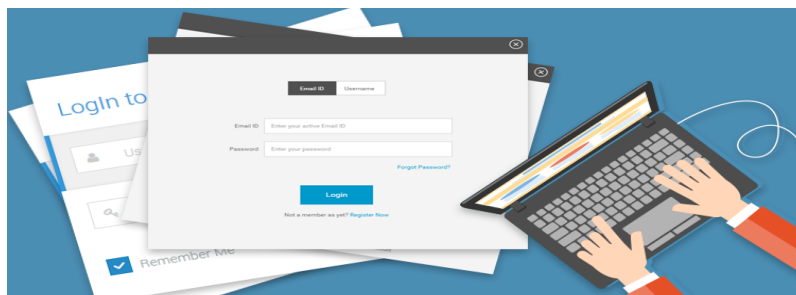 LogIn to
Us
Remember Me
Email ID Username
Email ID Enter your active Email ID
Password Enter your password
Forgot Password?
Login
Not a member as yet? Register Now